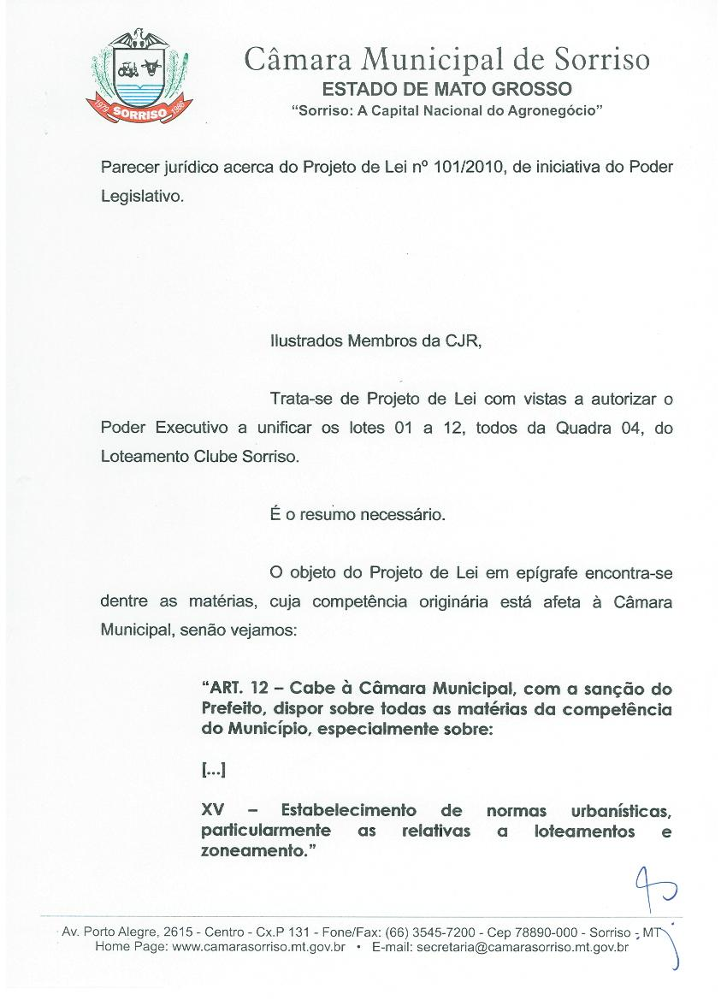 1979 SORRISO 1986
Câmara Municipal de Sorriso
ESTADO DE MATO GROSSO
“Sorriso: A Capital Nacional do Agronegócio”
Parecer jurídico acerca do Projeto de Lei nº 101/2010, de iniciativa do Poder
Legislativo.
Ilustrados Membros da CJR,
Trata-se de Projeto de Lei com vistas a autorizar o
Poder Executivo a unificar os lotes 01 a 12, todos da Quadra 04, do
Loteamento Clube Sorriso.
É o resumo necessário.
O objeto do Projeto de Lei em epígrafe encontra-se
dentre as matérias, cuja competência originária está afeta à Câmara
Municipal, senão vejamos:
“ART. 12 – Cabe à Câmara Municipal, com a sanção do
Prefeito, dispor sobre todas as matérias da competência
do Município, especialmente sobre:
[...]
XV – Estabelecimento de normas urbanísticas,
particularmente as relativas a loteamentos e
zoneamento.”
Av. Porto Alegre, 2615 - Centro - Cx.P 131 - Fone/Fax: (66) 3545-7200 - Cep 78890-000 - Sorriso - MT
Home Page: www.camarasorriso.mt.gov.br • E-mail: secretaria@camarasorriso.mt.gov.br